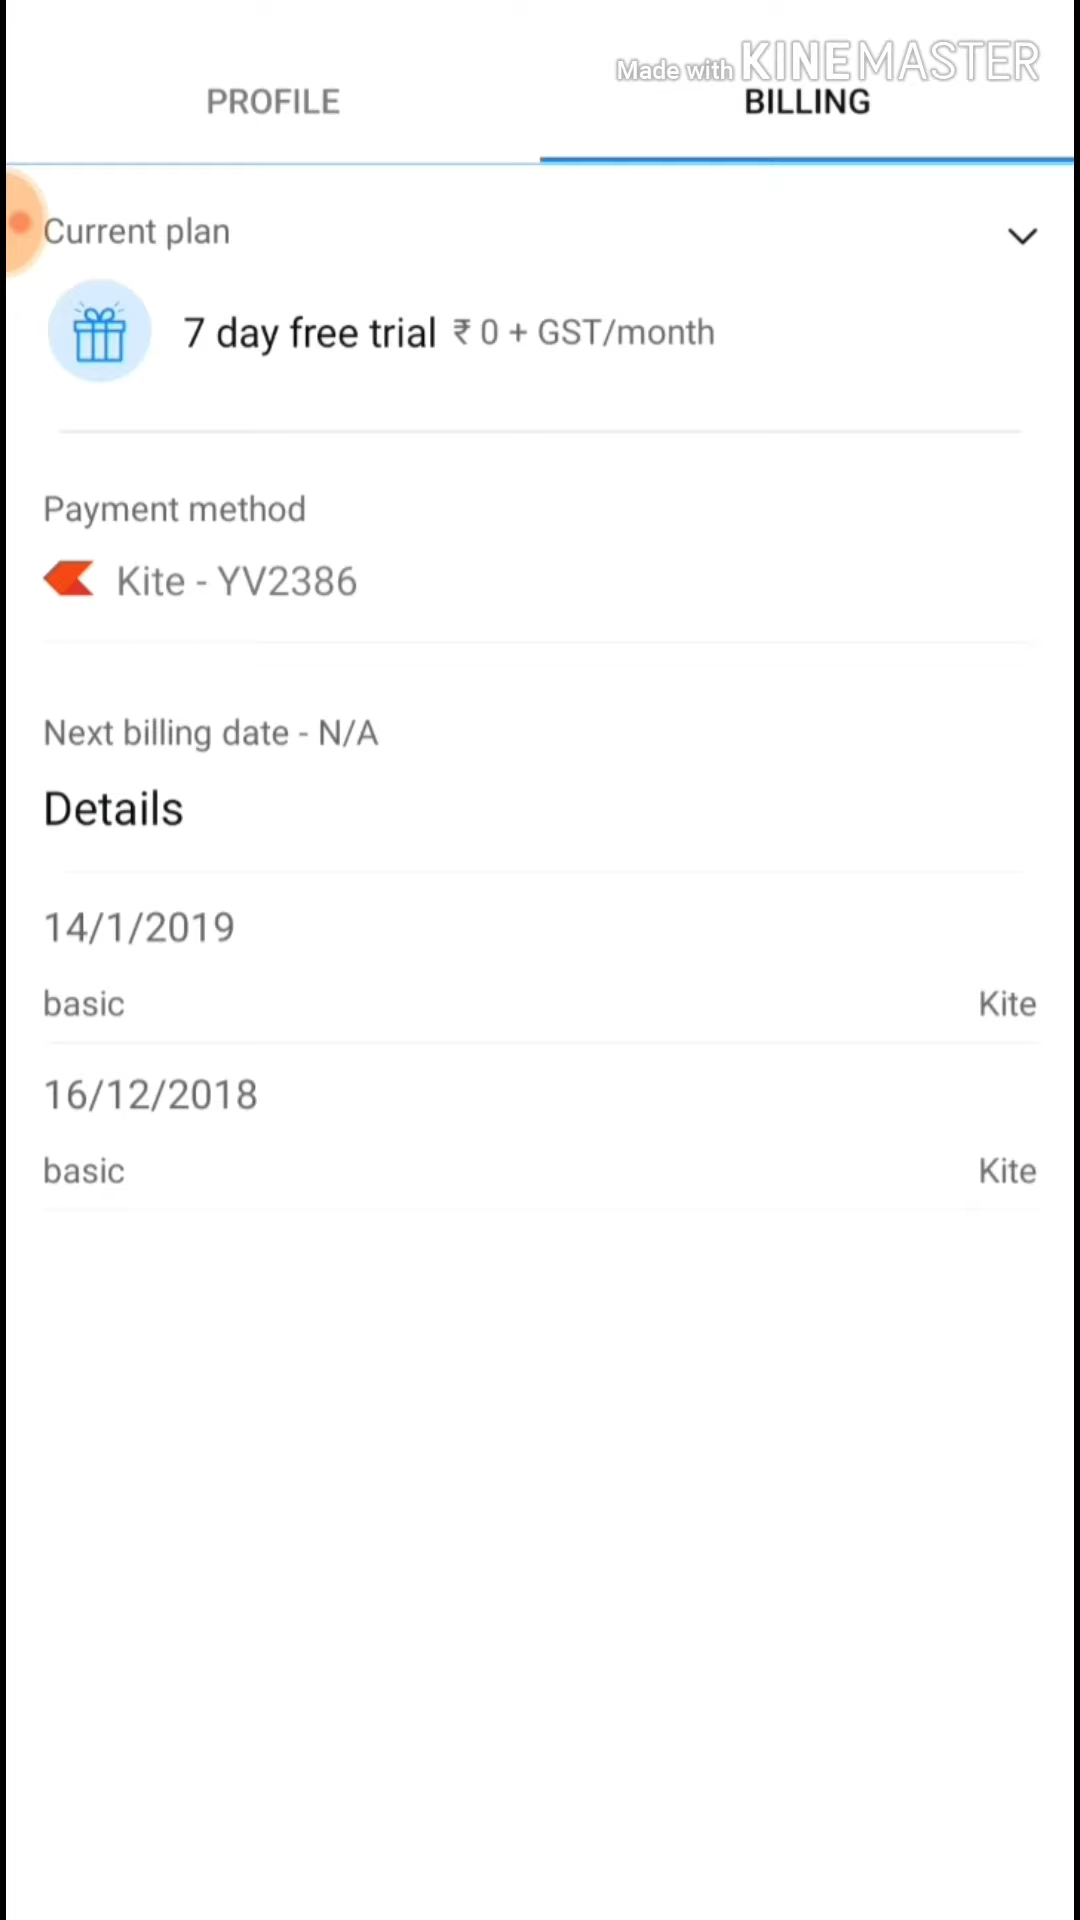 Made with KINEMASTER
PROFILE BILLING
Current plan
7 day free trial ₹ 0 + GST/month
Payment method
Kite - YV2386
Next billing date - N/A
Details
14/1/2019
basic Kite
16/12/2018
basic Kite